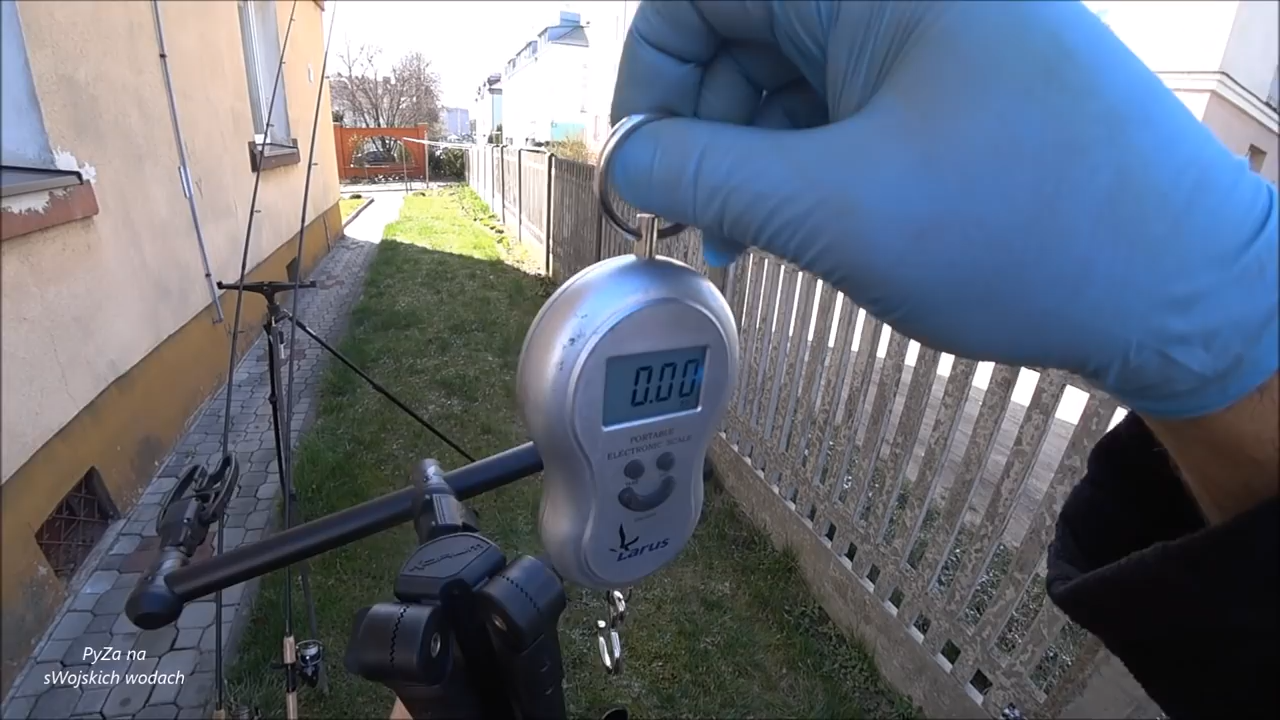 0.00
PORTABLE
ELECTRONIC SCALE
Larus
PyZa na
sWojskich wodach